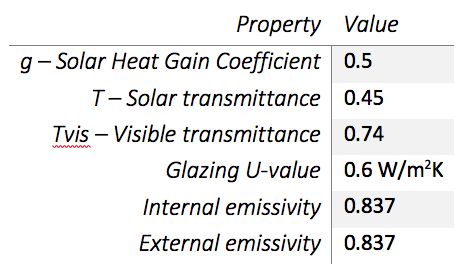 Property Value
g – Solar Heat Gain Coefficient 0.5
T – Solar transmittance 0.45
Tvis – Visible transmittance 0.74
Glazing U-value 0.6 W/m²K
Internal emissivity 0.837
External emissivity 0.837